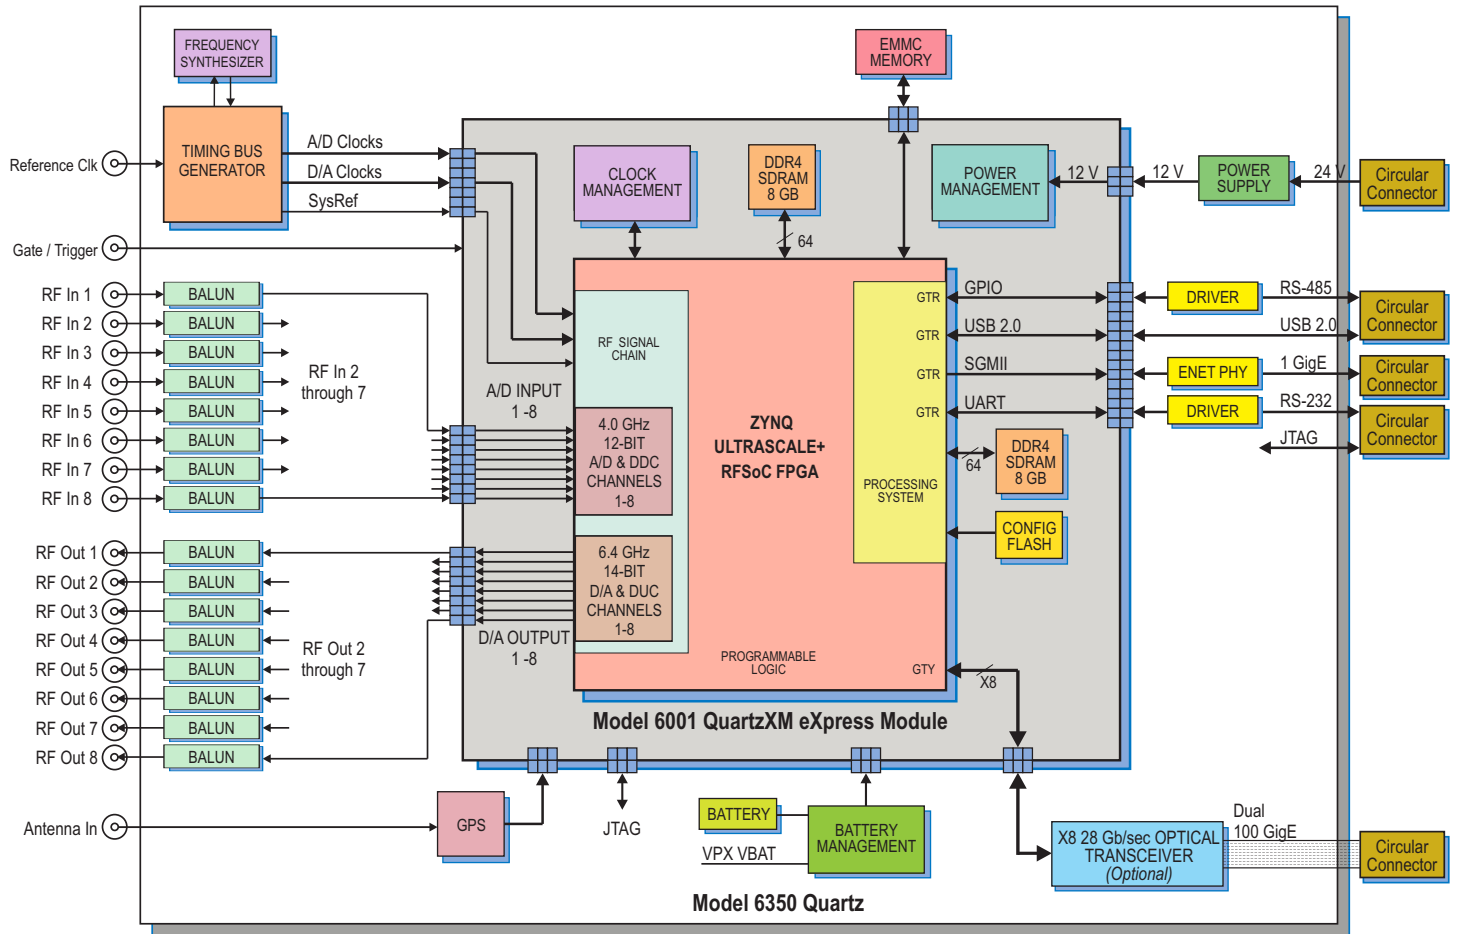 FREQUENCY
SYNTHESIZER
EMMC
MEMORY
Reference Clk
TIMING BUS
GENERATOR
A/D Clocks
D/A Clocks
SysRef
CLOCK
MANAGEMENT
DDR4
SDRAM
8 GB
64
POWER
MANAGEMENT
12 V
12 V
POWER
SUPPLY
24 V
Circular
Connector
Gate / Trigger
RF In 1
BALUN
RF In 2
BALUN
RF In 3
BALUN
RF In 4
BALUN
RF In 5
BALUN
RF In 6
BALUN
RF In 7
BALUN
RF In 8
BALUN
RF In 2
through 7
A/D INPUT
1 -8
RF SIGNAL
CHAIN
4.0 GHz
12-BIT
A/D & DDC
CHANNELS
1-8
ZYNQ
ULTRASCALE+
RFSoC FPGA
PROCESSING
SYSTEM
GTR
GPIO
GTR
USB 2.0
GTR
SGMII
GTR
UART
DRIVER
RS-485
USB 2.0
Circular
Connector
ENET PHY
1 GigE
Circular
Connector
DRIVER
RS-232
JTAG
Circular
Connector
64
DDR4
SDRAM
8 GB
CONFIG
FLASH
RF Out 1
BALUN
RF Out 2
BALUN
RF Out 3
BALUN
RF Out 4
BALUN
RF Out 5
BALUN
RF Out 6
BALUN
RF Out 7
BALUN
RF Out 8
BALUN
RF Out 2
through 7
6.4 GHz
14-BIT
D/A & DUC
CHANNELS
1-8
D/A OUTPUT
1 -8
PROGRAMMABLE
LOGIC
GTY
X8
Model 6001 QuartzXM eXpress Module
Antenna In
GPS
JTAG
BATTERY
VPX VBAT
BATTERY
MANAGEMENT
X8 28 Gb/sec OPTICAL
TRANSCEIVER
(Optional)
Dual
100 GigE
Circular
Connector
Model 6350 Quartz